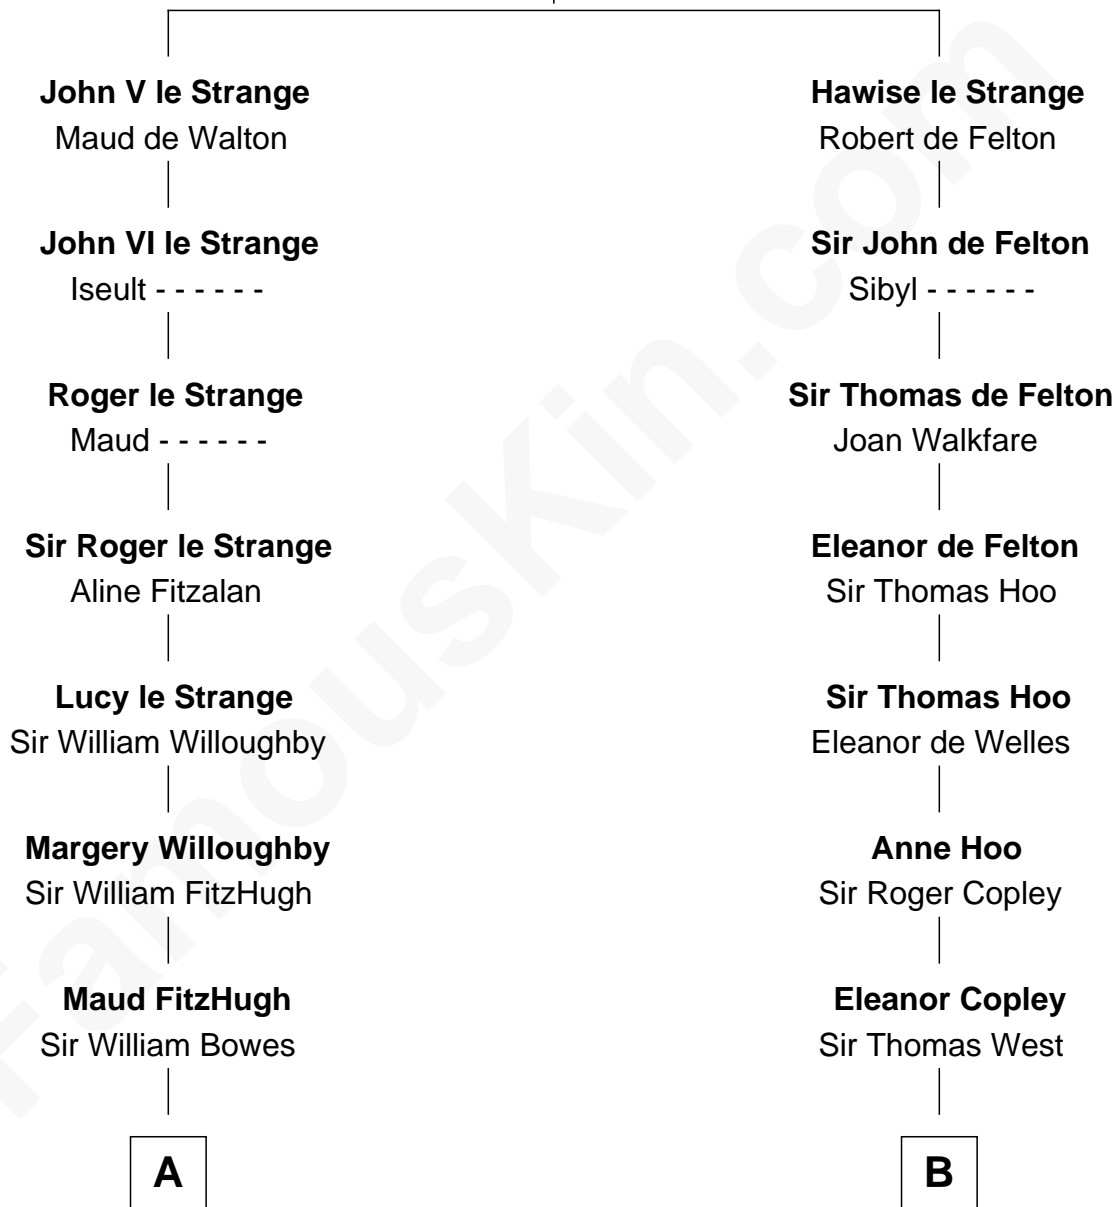 John V le Strange
Maud de Walton
John VI le Strange
Iseult - - - - - -
Roger le Strange
Maud - - - - - -
Sir Roger le Strange
Aline Fitzalan
Lucy le Strange
Sir William Willoughby
Margery Willoughby
Sir William FitzHugh
Maud FitzHugh
Sir William Bowes
A
Hawise le Strange
Robert de Felton
Sir John de Felton
Sibyl - - - - - -
Sir Thomas de Felton
Joan Walkfare
Eleanor de Felton
Sir Thomas Hoo
Sir Thomas Hoo
Eleanor de Welles
Anne Hoo
Sir Roger Copley
Eleanor Copley
Sir Thomas West
B
FamousKin.com